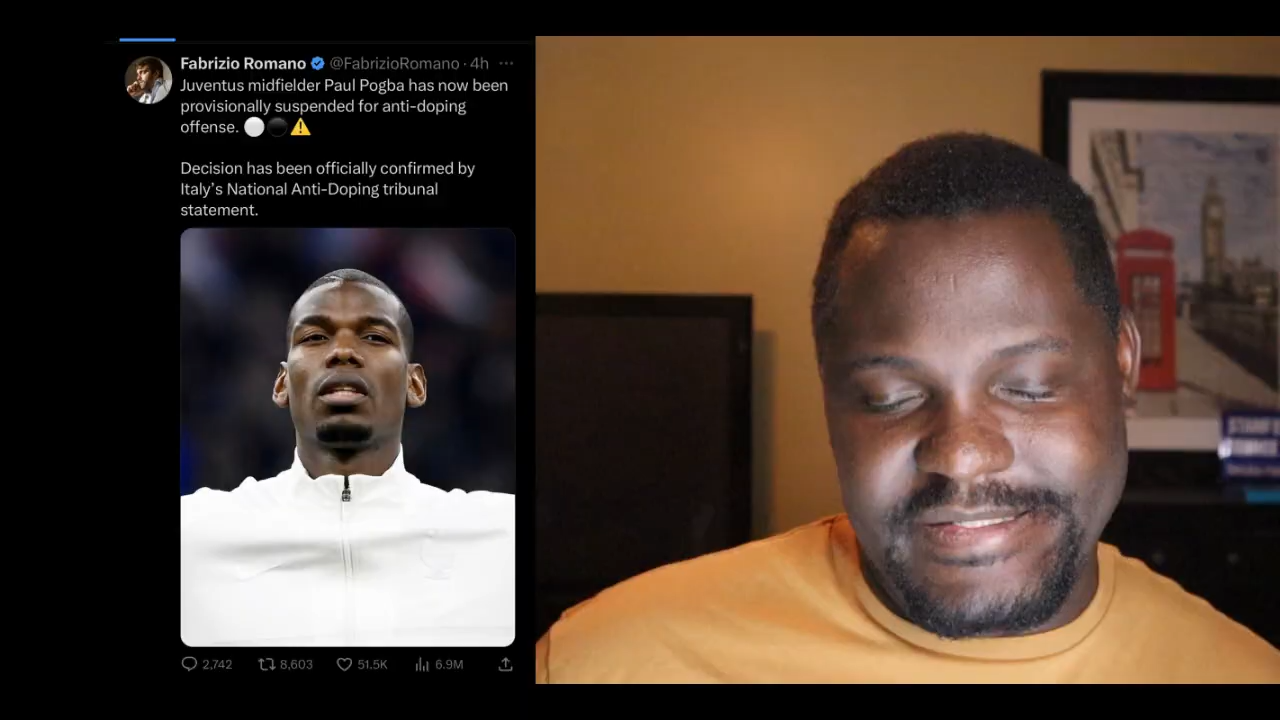 Fabrizio Romano @FabrizioRomano · 4h
Juventus midfielder Paul Pogba has now been
provisionally suspended for anti-doping
offense. ⚪⚫⚠️
Decision has been officially confirmed by
Italy's National Anti-Doping tribunal
statement.
2,742 8,603 51.5K 6.9M